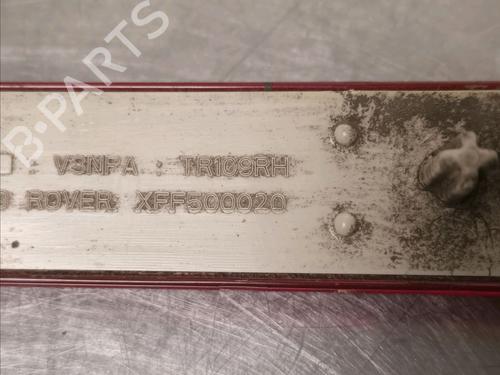 B-PARTS
: V3NPA : TR109RH
ROVER XFF500020